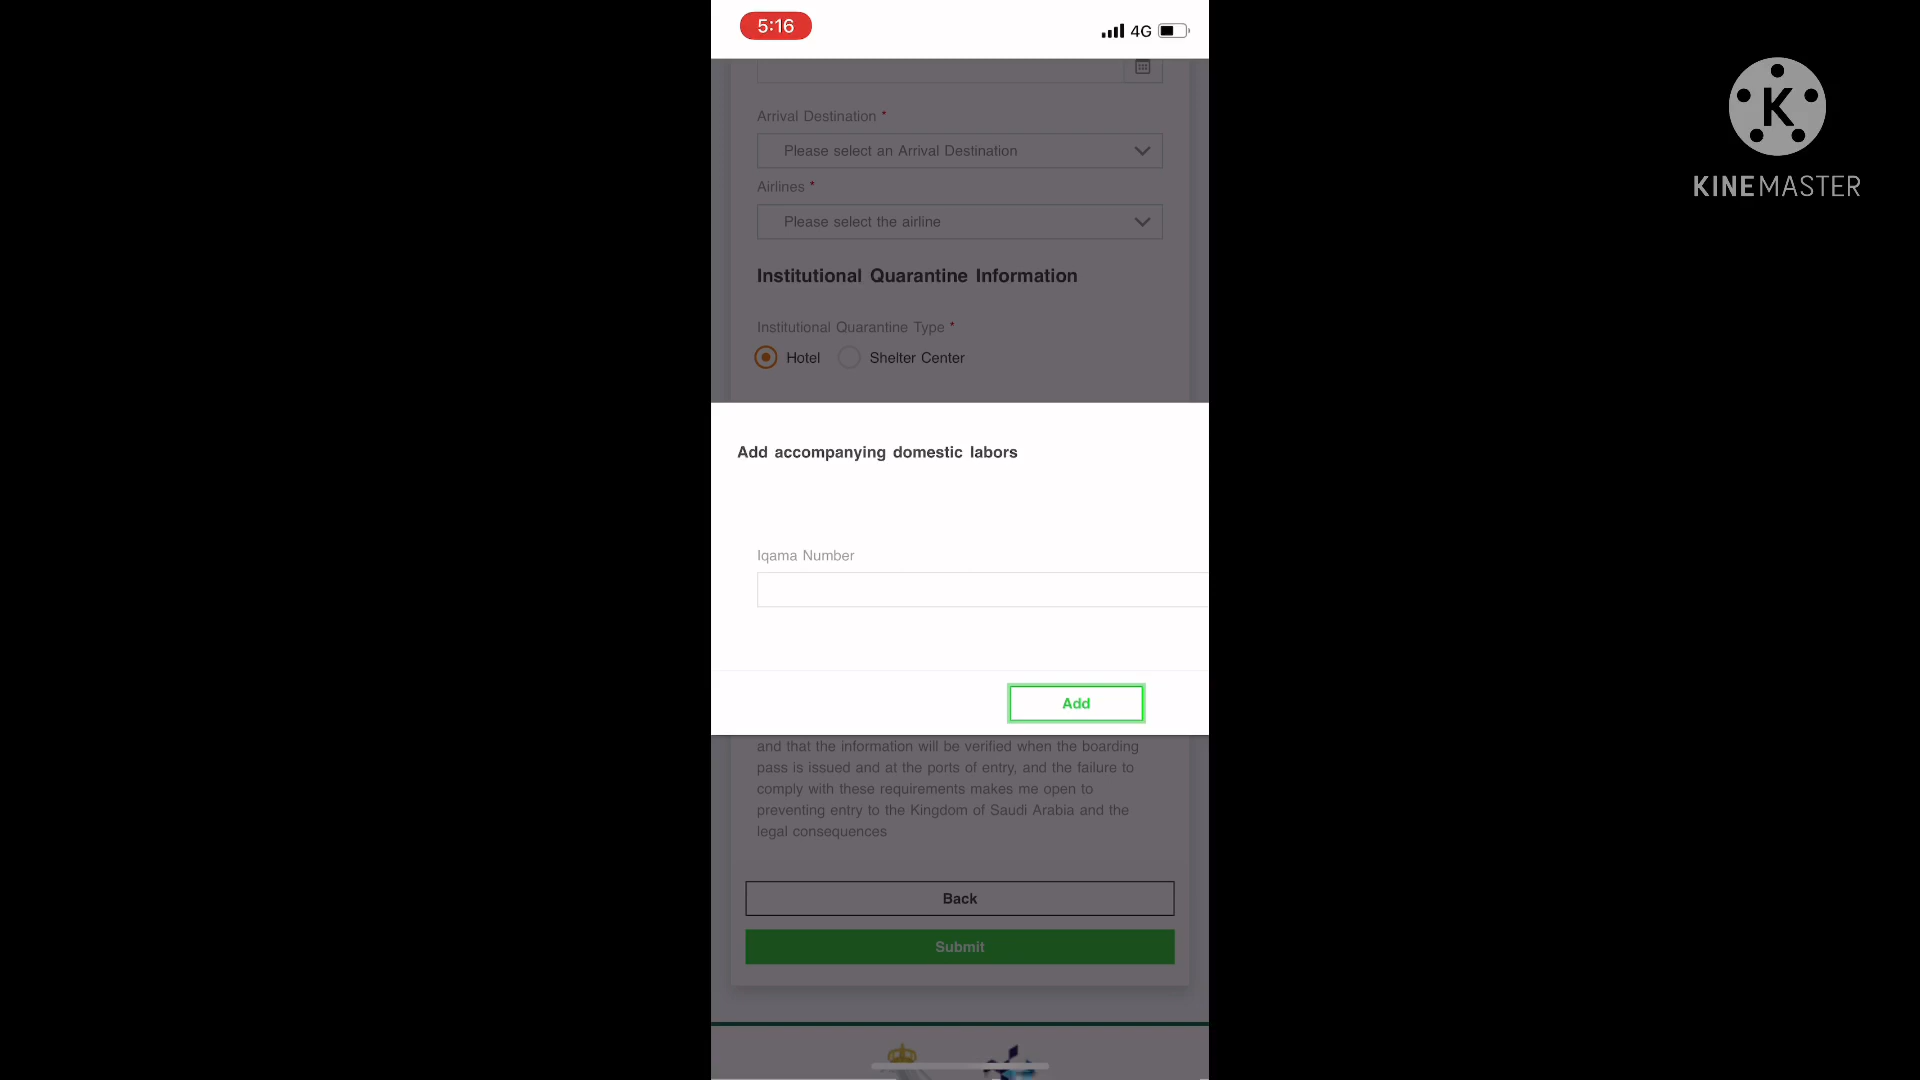 5:16
4G
Arrival Destination *
Please select an Arrival Destination
Airlines *
Please select the airline
Institutional Quarantine Information
Institutional Quarantine Type *
Hotel
Shelter Center
Add accompanying domestic labors
Iqama Number
Add
and that the information will be verified when the boarding
pass is issued and at the ports of entry, and the failure to
comply with these requirements makes me open to
preventing entry to the Kingdom of Saudi Arabia and the
legal consequences
Back
Submit
K
KINEMASTER